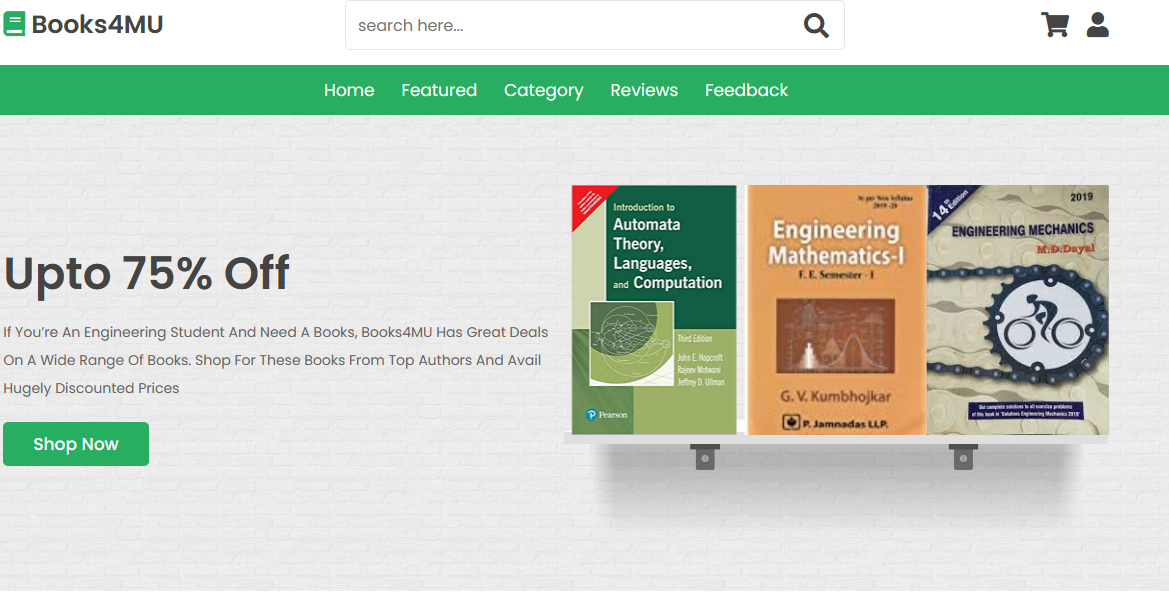 Books4MU
search here...
Home Featured Category Reviews Feedback
Upto 75% Off
If You're An Engineering Student And Need A Books, Books4MU Has Great Deals
On A Wide Range Of Books. Shop For These Books From Top Authors And Avail
Hugely Discounted Prices
Shop Now
Introduction to
Automata
Theory,
Languages,
and Computation
Third Edition
John E. Hopcroft
Rajeev Motwani
Jeffrey D. Ullman
Pearson
As per New Syllabus
2019 -20
Engineering
Mathematics-I
F. E. Semester - I
G. V. Kumbhojkar
P. Jamnadas LLP.
14th Edition
2019
ENGINEERING MECHANICS
M.D.Dayal
Get complete solutions to all exercise problems
of this book in 'Solutions Engineering Mechanics 2019'